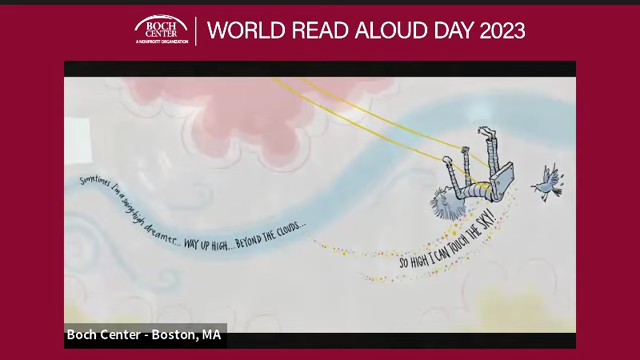 BOCH
CENTER
A NONPROFIT ORGANIZATION
WORLD READ ALOUD DAY 2023
Sometimes I'm a swing-high dreamer... WAY UP HIGH... BEYOND THE CLOUDS...
SO HIGH I CAN TOUCH THE SKY!
Boch Center - Boston, MA